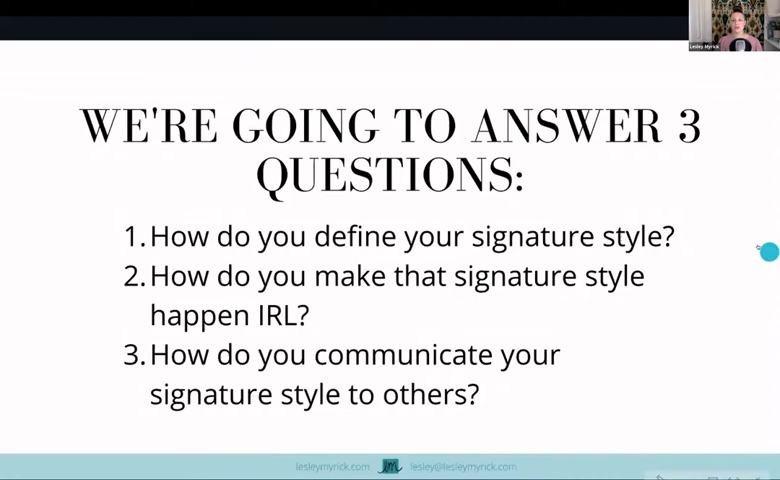 Lesley Myrick
WE'RE GOING TO ANSWER 3
QUESTIONS:
1. How do you define your signature style?
2. How do you make that signature style
happen IRL?
3. How do you communicate your
signature style to others?
lesleymyrick.com lm lesley@lesleymyrick.com